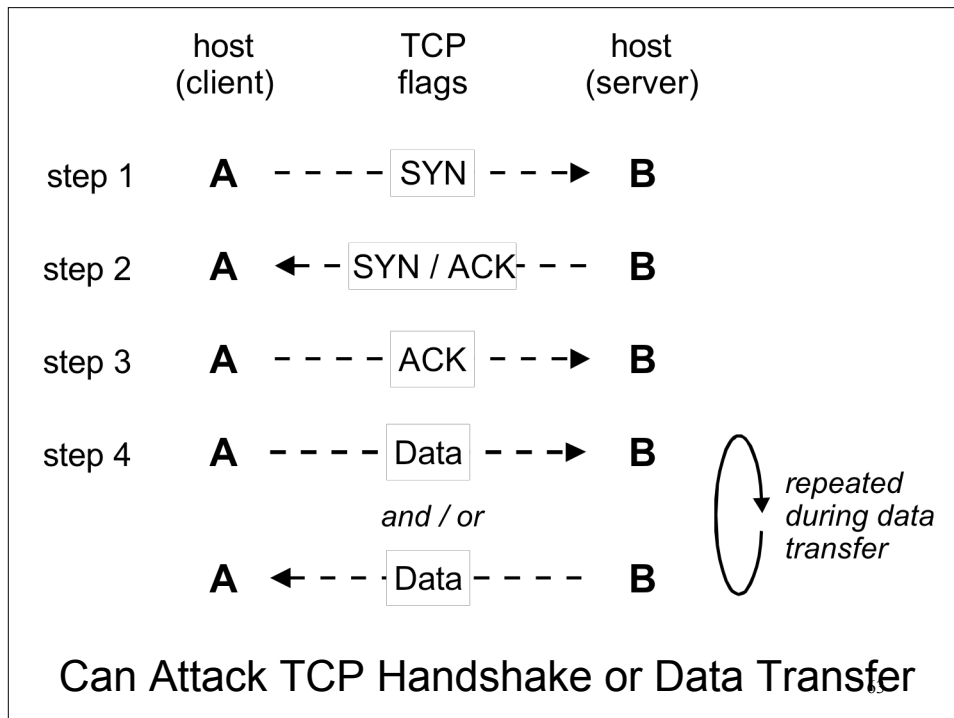 host (client) TCP flags host (server)
step 1 A SYN B
step 2 A SYN / ACK B
step 3 A ACK B
step 4 A Data B
and / or
repeated
during data
transfer
A Data B
Can Attack TCP Handshake or Data Transfer